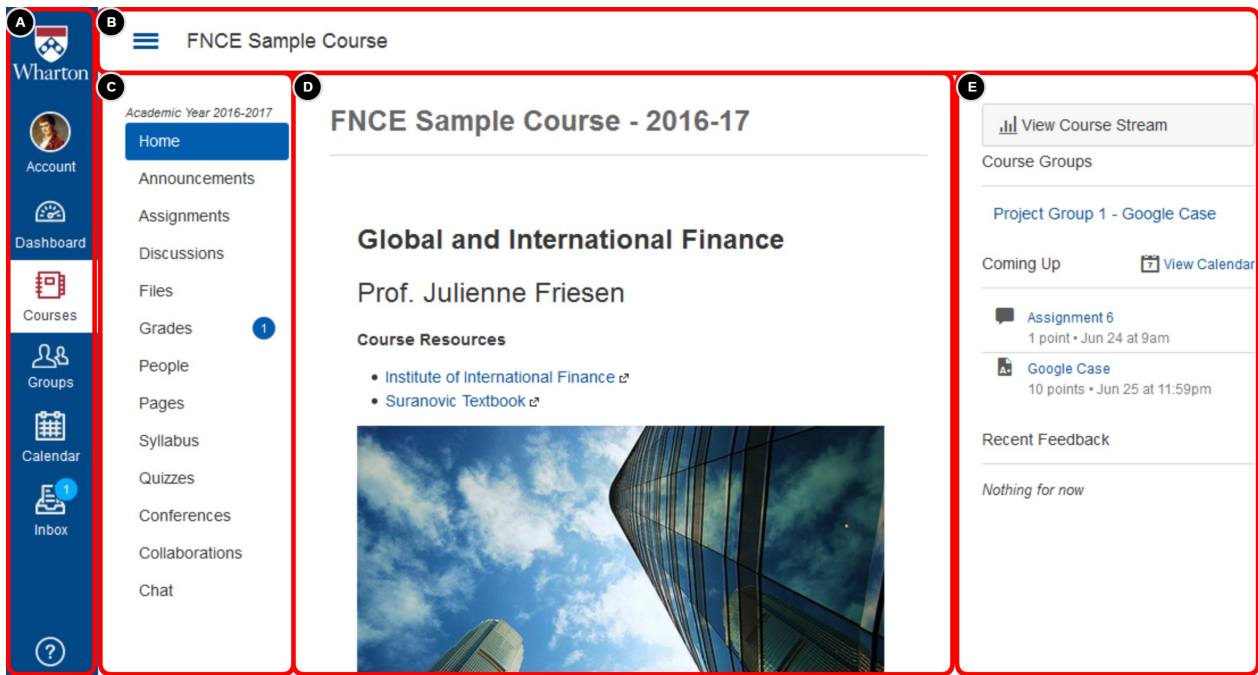 A
Wharton
Account
Dashboard
Courses
Groups
Calendar
1
Inbox
?
B
FNCE Sample Course
C
Academic Year 2016-2017
Home
Announcements
Assignments
Discussions
Files
Grades 1
People
Pages
Syllabus
Quizzes
Conferences
Collaborations
Chat
D
FNCE Sample Course - 2016-17
Global and International Finance
Prof. Julienne Friesen
Course Resources
• Institute of International Finance
• Suranovic Textbook
E
View Course Stream
Course Groups
Project Group 1 - Google Case
Coming Up 7 View Calendar
Assignment 6
1 point • Jun 24 at 9am
A+ Google Case
10 points • Jun 25 at 11:59pm
Recent Feedback
Nothing for now